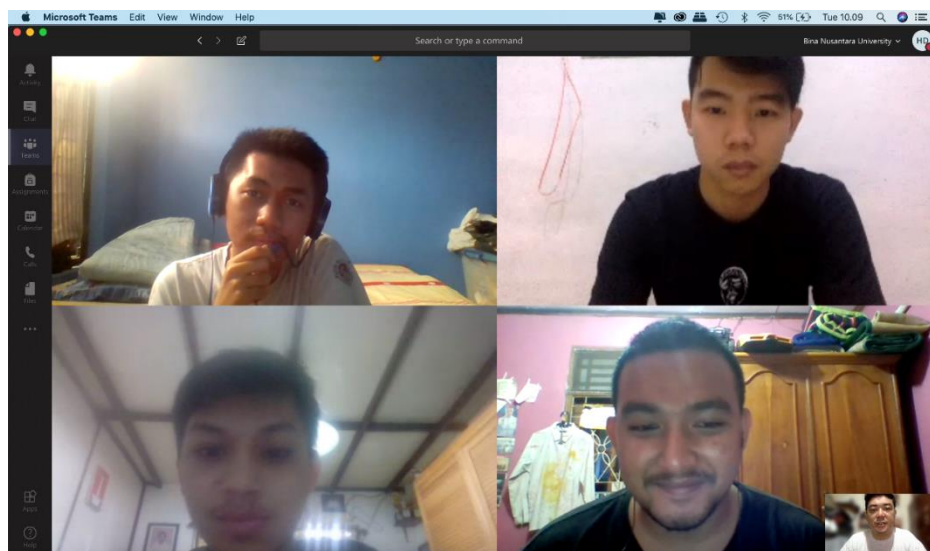 Microsoft Teams Edit View Window Help 51% Tue 10.09
Search or type a command
Bina Nusantara University
HD
Activity
Chat
Teams
Assignments
Calendar
Calls
Files
Apps
Help